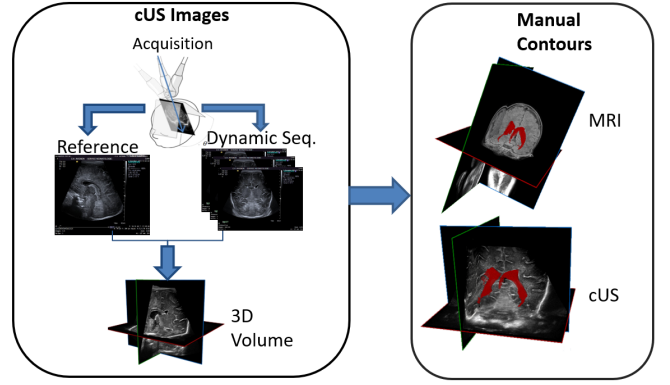 cUS Images
Acquisition
Reference
Dynamic Seq.
3D
Volume
Manual
Contours
MRI
cUS